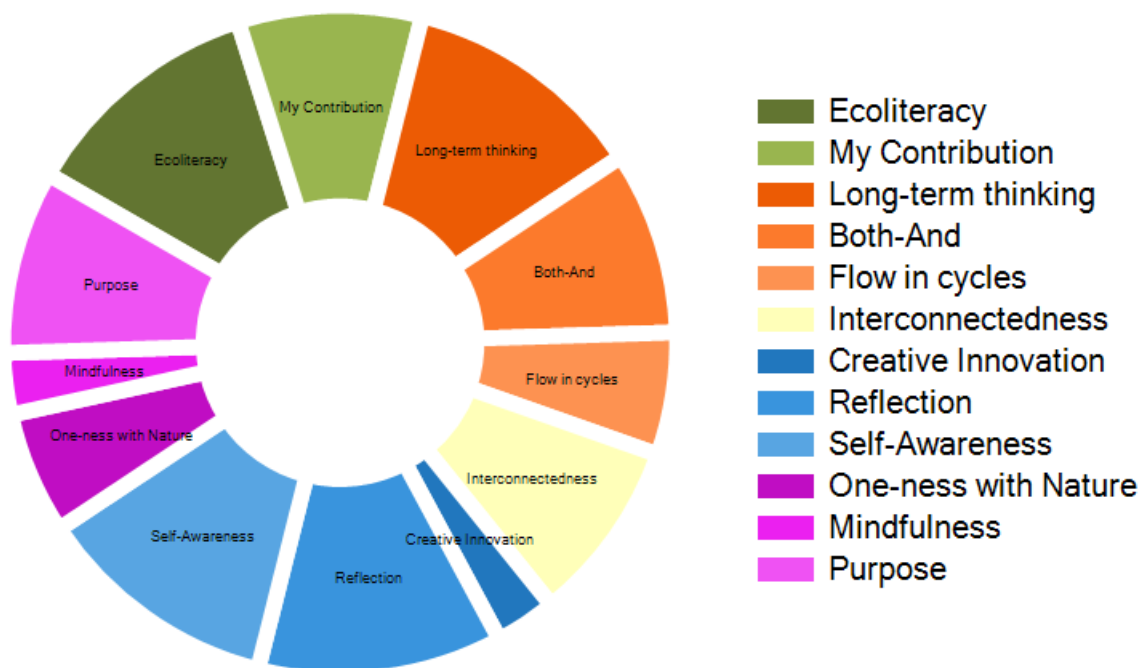 My Contribution
Long-term thinking
Ecoliteracy
Both-And
Purpose
Mindfulness
Flow in cycles
One-ness with Nature
Interconnectedness
Self-Awareness
Creative Innovation
Reflection
Ecoliteracy
My Contribution
Long-term thinking
Both-And
Flow in cycles
Interconnectedness
Creative Innovation
Reflection
Self-Awareness
One-ness with Nature
Mindfulness
Purpose